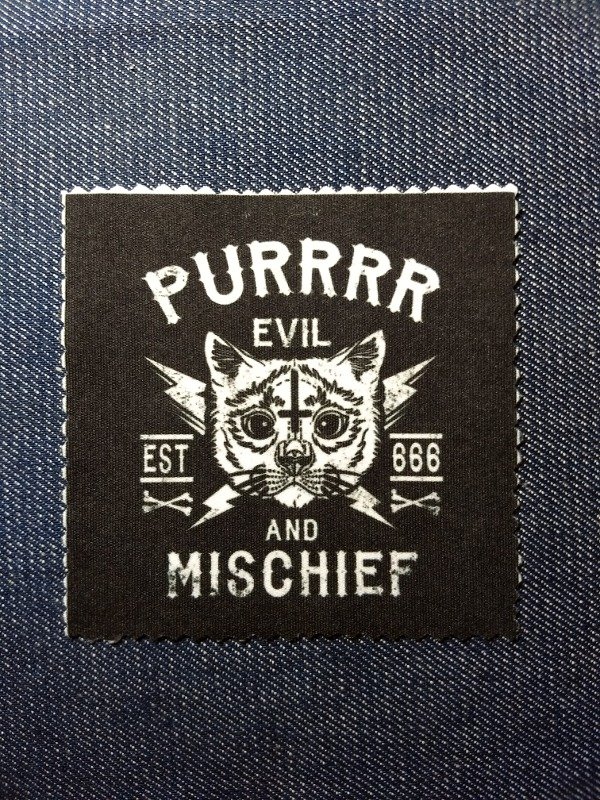 PURRRR
EVIL
EST 666
AND
MISCHIEF